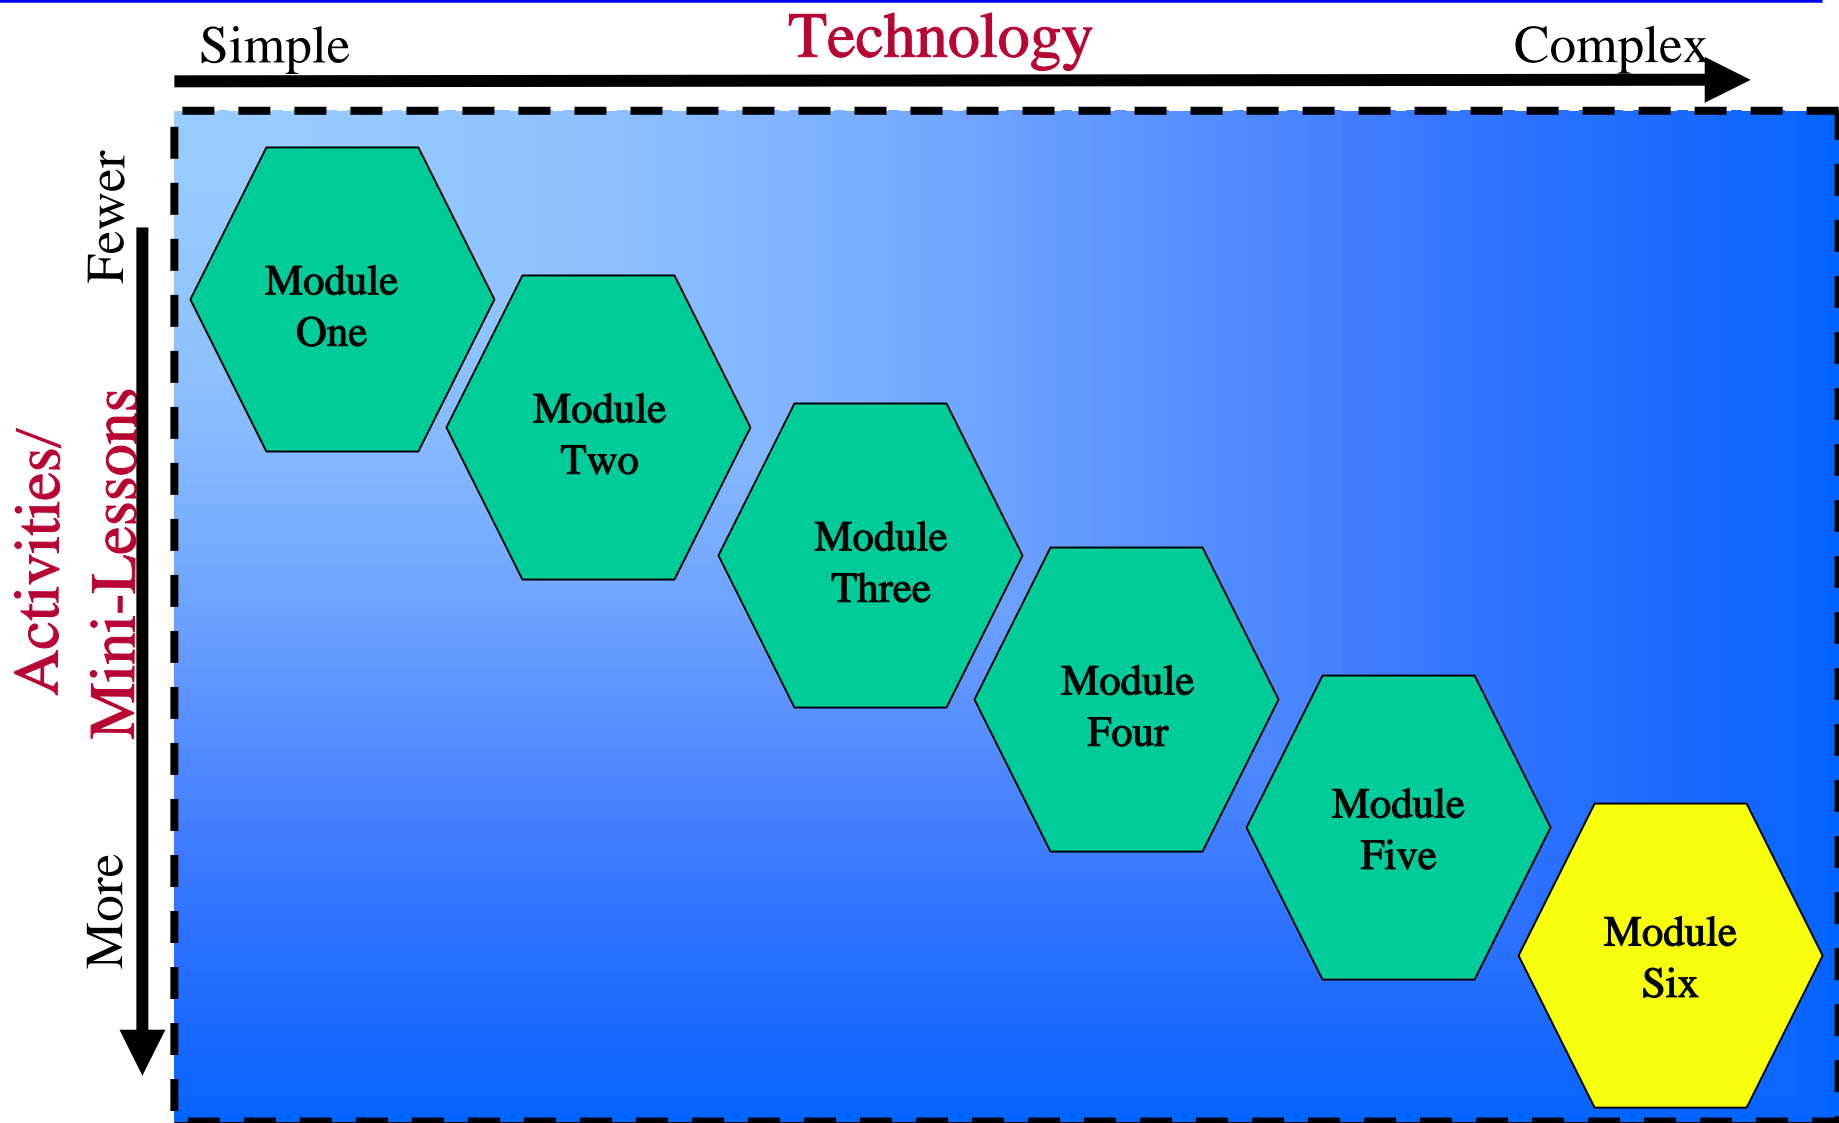 Simple
Technology
Complex
Fewer
Activities/
Mini-Lessons
More
Module
One
Module
Two
Module
Three
Module
Four
Module
Five
Module
Six